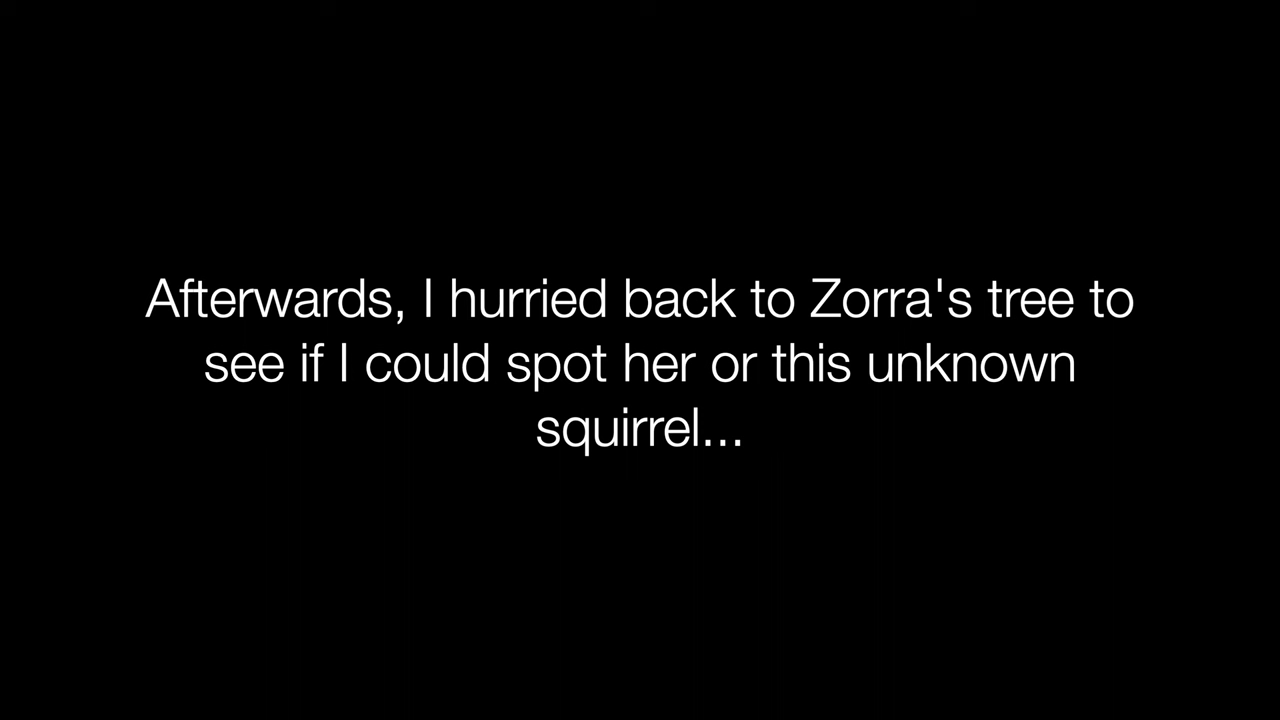 Afterwards, I hurried back to Zorra's tree to
see if I could spot her or this unknown
squirrel...